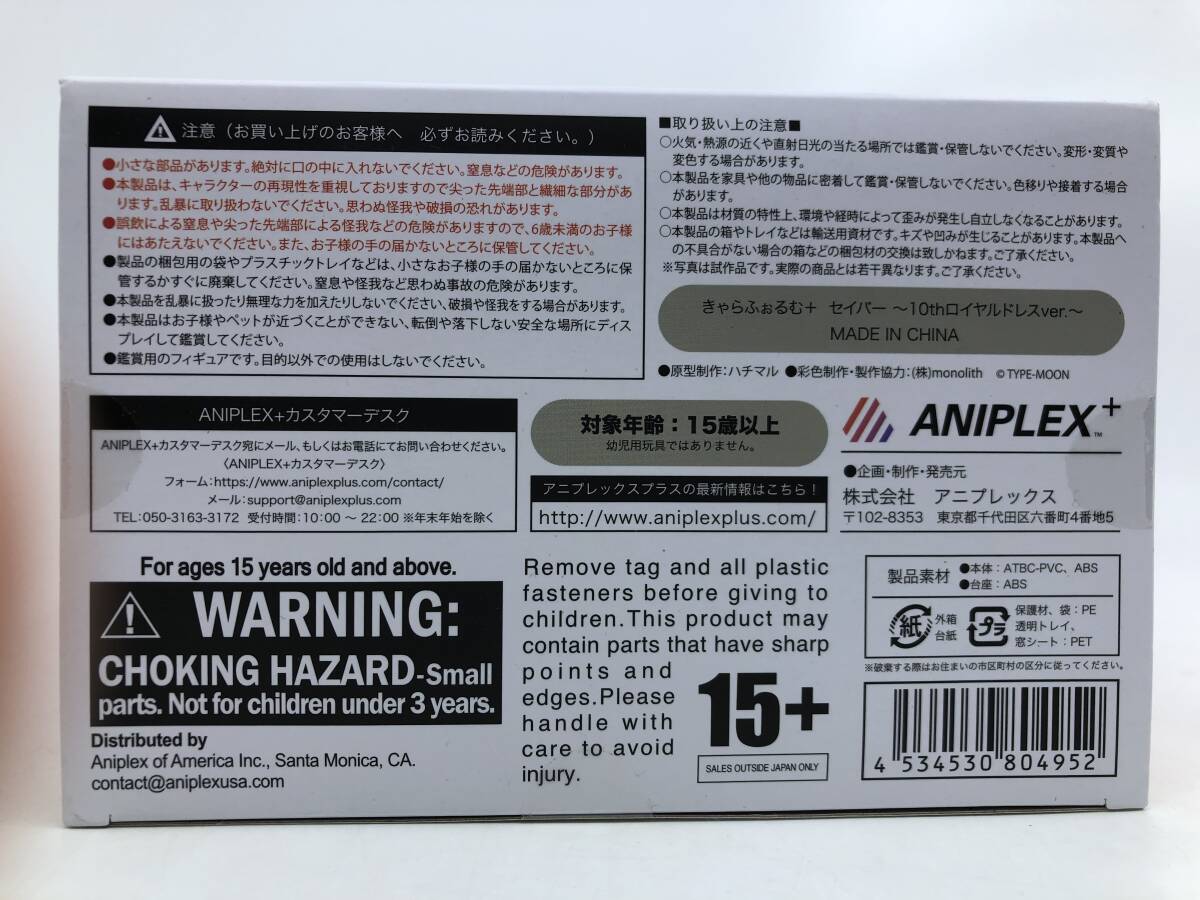 注意（お買い上げのお客様へ　必ずお読みください。）
●小さな部品があります。絶対に口の中に入れないでください。窒息などの危険があります。
●本製品は、キャラクターの再現性を重視しておりますので尖った先端部と繊細な部分があ
ります。乱暴に取り扱わないでください。思わぬ怪我や破損の恐れがあります。
●誤飲による窒息や尖った先端部による怪我などの危険がありますので、6歳未満のお子様
にはあたえないでください。また、お子様の手の届かないところに保管してください。
●製品の梱包用の袋やプラスチックトレイなどは、小さなお子様の手の届かないところに保
管するかすぐに廃棄してください。窒息や怪我など思わぬ事故の危険があります。
●本製品を乱暴に扱ったり無理な力を加えたりしないでください、破損や怪我をする場合があります。
●本製品はお子様やペットが近づくことができない、転倒や落下しない安全な場所にディス
プレイして鑑賞してください。
●鑑賞用のフィギュアです。目的以外での使用はしないでください。
■取り扱い上の注意■
○火気・熱源の近くや直射日光の当たる場所では鑑賞・保管しないでください。変形・変質や
変色する場合があります。
○本製品を家具や他の物品に密着して鑑賞・保管しないでください。色移りや接着する場合
があります。
○本製品は材質の特性上、環境や経時によって歪みが発生し自立しなくなることがあります。
○本製品の箱やトレイなどは輸送用資材です。キズや凹みが生じることがあります。本製品へ
の不具合がない場合の箱などの梱包材の交換は致しかねます。ご了承ください。
※写真は試作品です。実際の商品とは若干異なります。ご了承ください。
きゃらふぉるむ＋　セイバー ～10thロイヤルドレスver.～
MADE IN CHINA
●原型制作：ハチマル ●彩色制作・製作協力：(株)monolith ©TYPE-MOON
ANIPLEX+カスタマーデスク
ANIPLEX+カスタマーデスク宛にメール、もしくはお電話にてお問い合わせください。
〈ANIPLEX+カスタマーデスク〉
フォーム：https://www.aniplexplus.com/contact/
メール：support@aniplexplus.com
TEL：050-3163-3172　受付時間：10：00 ～ 22：00 ※年末年始を除く
対象年齢：15歳以上
幼児用玩具ではありません。
アニプレックスプラスの最新情報はこちら！
http://www.aniplexplus.com/
ANIPLEX+™
●企画・制作・発売元
株式会社　アニプレックス
〒102-8353　東京都千代田区六番町4番地5
For ages 15 years old and above.
WARNING:
CHOKING HAZARD-Small
parts. Not for children under 3 years.
Distributed by
Aniplex of America Inc., Santa Monica, CA.
contact@aniplexusa.com
Remove tag and all plastic
fasteners before giving to
children.This product may
contain parts that have sharp
points and
edges.Please
handle with
care to avoid
injury.
15+
SALES OUTSIDE JAPAN ONLY
製品素材
●本体：ATBC-PVC、ABS
●台座：ABS
紙
外箱
台紙
プラ
保護材、袋：PE
透明トレイ、
窓シート：PET
※破棄する際はお住まいの市区町村の区分に従ってください。
4 534530 804952